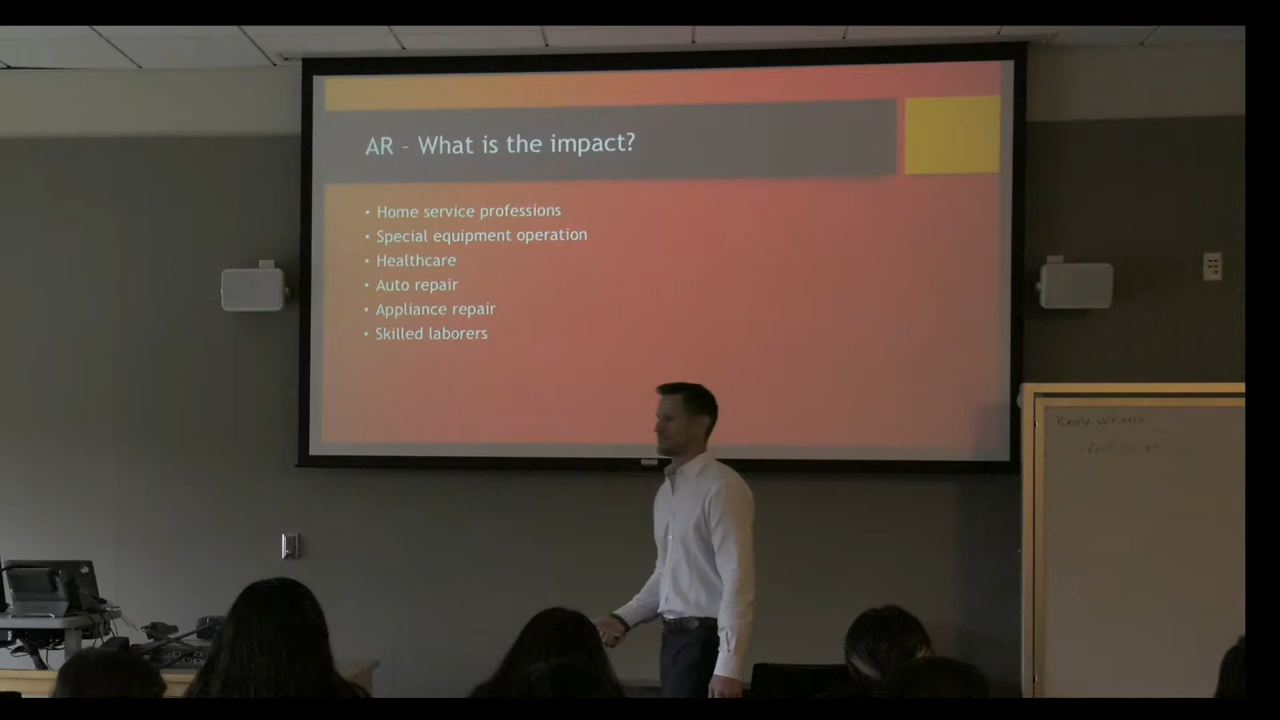 AR - What is the impact?
• Home service professions
• Special equipment operation
• Healthcare
• Auto repair
• Appliance repair
• Skilled laborers